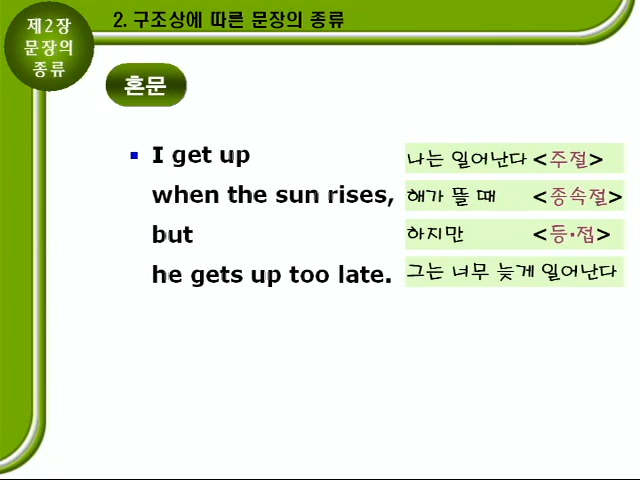 제2장
문장의
종류
2. 구조상에 따른 문장의 종류
혼문
I get up 나는 일어난다 <주절>
when the sun rises, 해가 뜰 때 <종속절>
but 하지만 <등·접>
he gets up too late. 그는 너무 늦게 일어난다